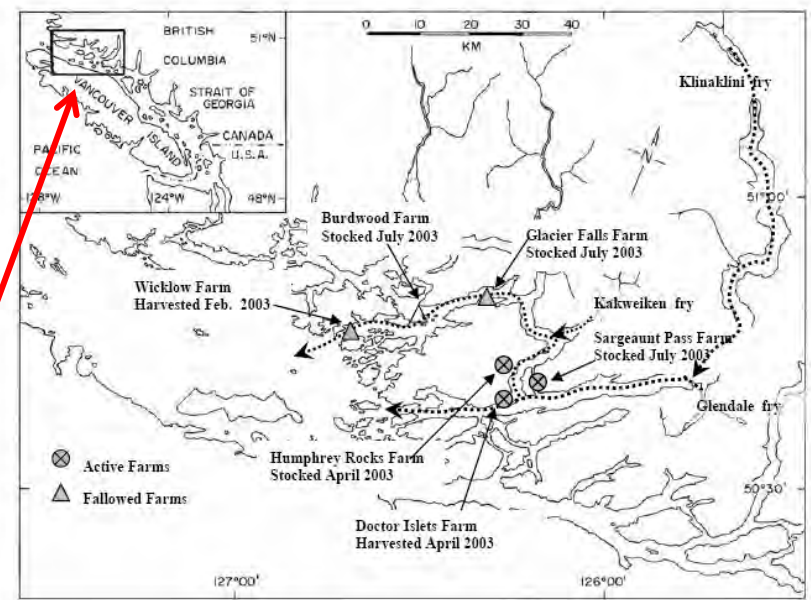 BRITISH
COLUMBIA
51°N
STRAIT OF
GEORGIA
VANCOUVER
ISLAND
CANADA
U.S.A.
PACIFIC
OCEAN
128°W
124°W
48°N
0 10 20 30 40
KM
N
Klinaklini fry
51°00'
Burdwood Farm
Stocked July 2003
Glacier Falls Farm
Stocked July 2003
Wicklow Farm
Harvested Feb. 2003
Kakweiken fry
Sargeaunt Pass Farm
Stocked July 2003
Glendale fry
Humphrey Rocks Farm
Stocked April 2003
Active Farms
Fallowed Farms
50°30'
Doctor Islets Farm
Harvested April 2003
127°00'
126°00'